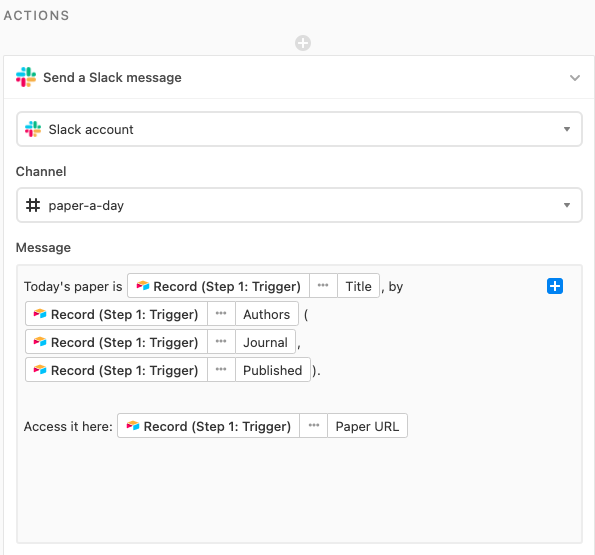 ACTIONS
Send a Slack message
Slack account
Channel
# paper-a-day
Message
Today's paper is Record (Step 1: Trigger) ••• Title , by
Record (Step 1: Trigger) ••• Authors (
Record (Step 1: Trigger) ••• Journal ,
Record (Step 1: Trigger) ••• Published ).
Access it here: Record (Step 1: Trigger) ••• Paper URL